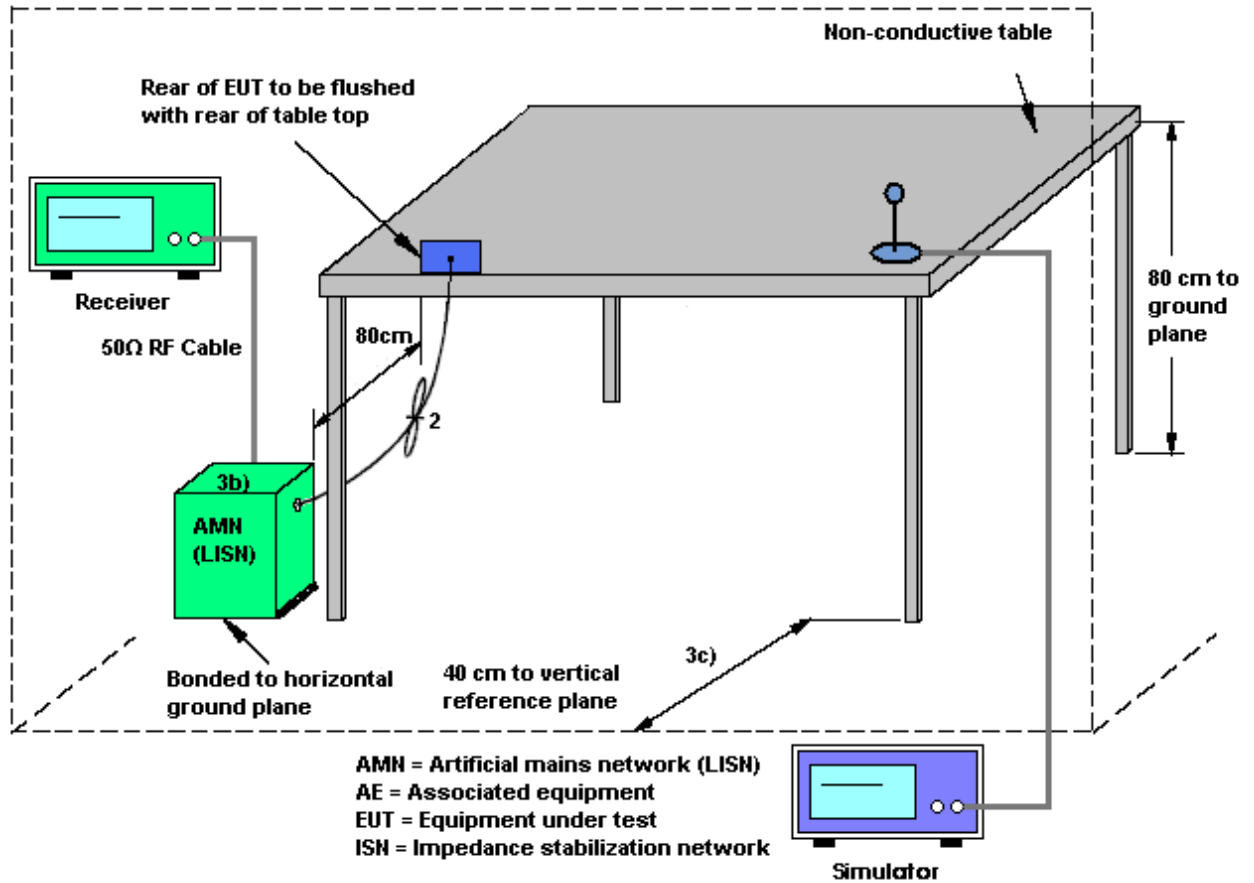 Non-conductive table
Rear of EUT to be flushed
with rear of table top
Receiver
50Ω RF Cable
80cm
2
80 cm to
ground
plane
3b)
AMN
(LISN)
Bonded to horizontal
ground plane
40 cm to vertical
reference plane
3c)
AMN = Artificial mains network (LISN)
AE = Associated equipment
EUT = Equipment under test
ISN = Impedance stabilization network
Simulator